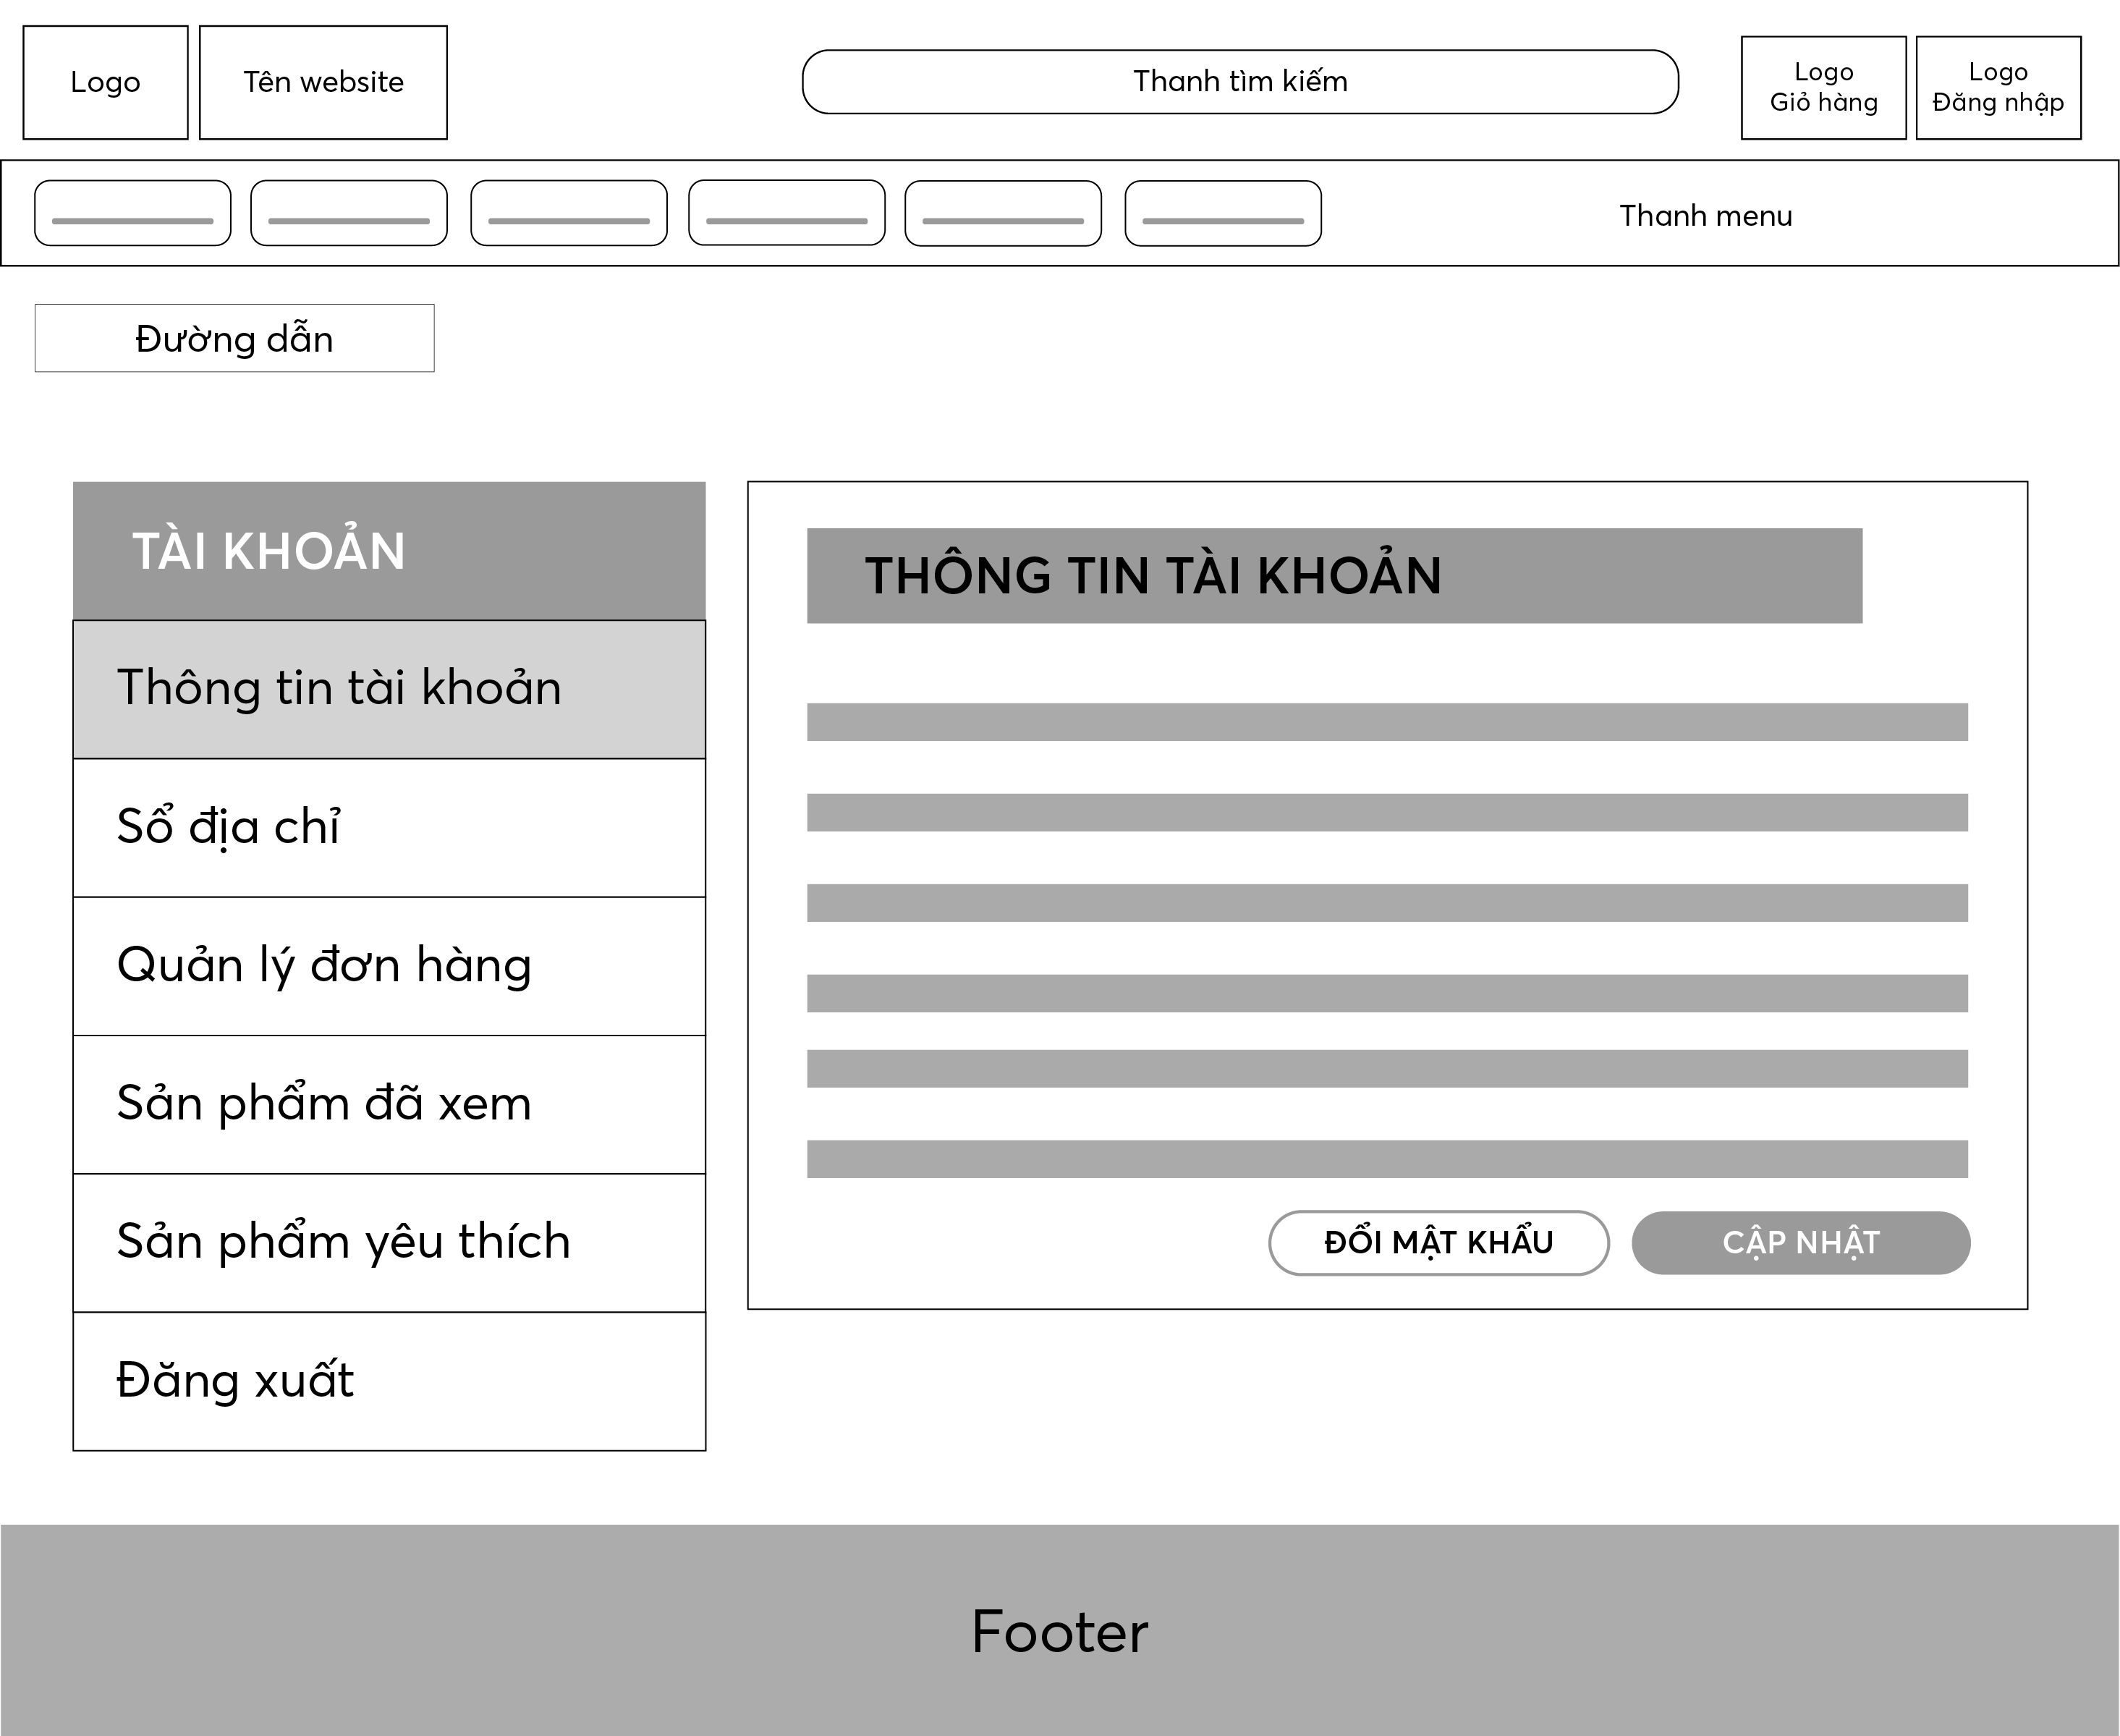 Logo
Tên website
Thanh tìm kiếm
Logo
Giỏ hàng
Logo
Đăng nhập
Thanh menu
Đường dẫn
TÀI KHOẢN
Thông tin tài khoản
Sổ địa chỉ
Quản lý đơn hàng
Sản phẩm đã xem
Sản phẩm yêu thích
Đăng xuất
THÔNG TIN TÀI KHOẢN
ĐỔI MẬT KHẨU
CẬP NHẬT
Footer